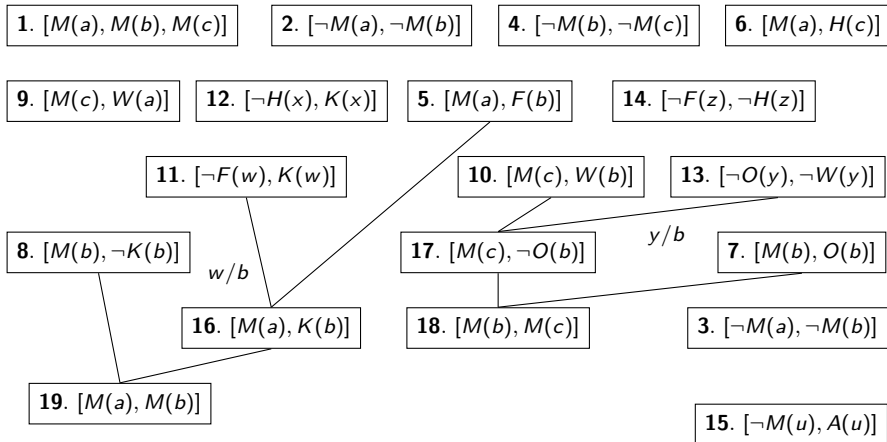 1. [M(a), M(b), M(c)] 2. [¬M(a), ¬M(b)] 4. [¬M(b), ¬M(c)] 6. [M(a), H(c)]
9. [M(c), W(a)] 12. [¬H(x), K(x)] 5. [M(a), F(b)] 14. [¬F(z), ¬H(z)]
11. [¬F(w), K(w)] 10. [M(c), W(b)] 13. [¬O(y), ¬W(y)]
8. [M(b), ¬K(b)] w/b 17. [M(c), ¬O(b)] y/b 7. [M(b), O(b)]
16. [M(a), K(b)] 18. [M(b), M(c)] 3. [¬M(a), ¬M(b)]
19. [M(a), M(b)]
15. [¬M(u), A(u)]